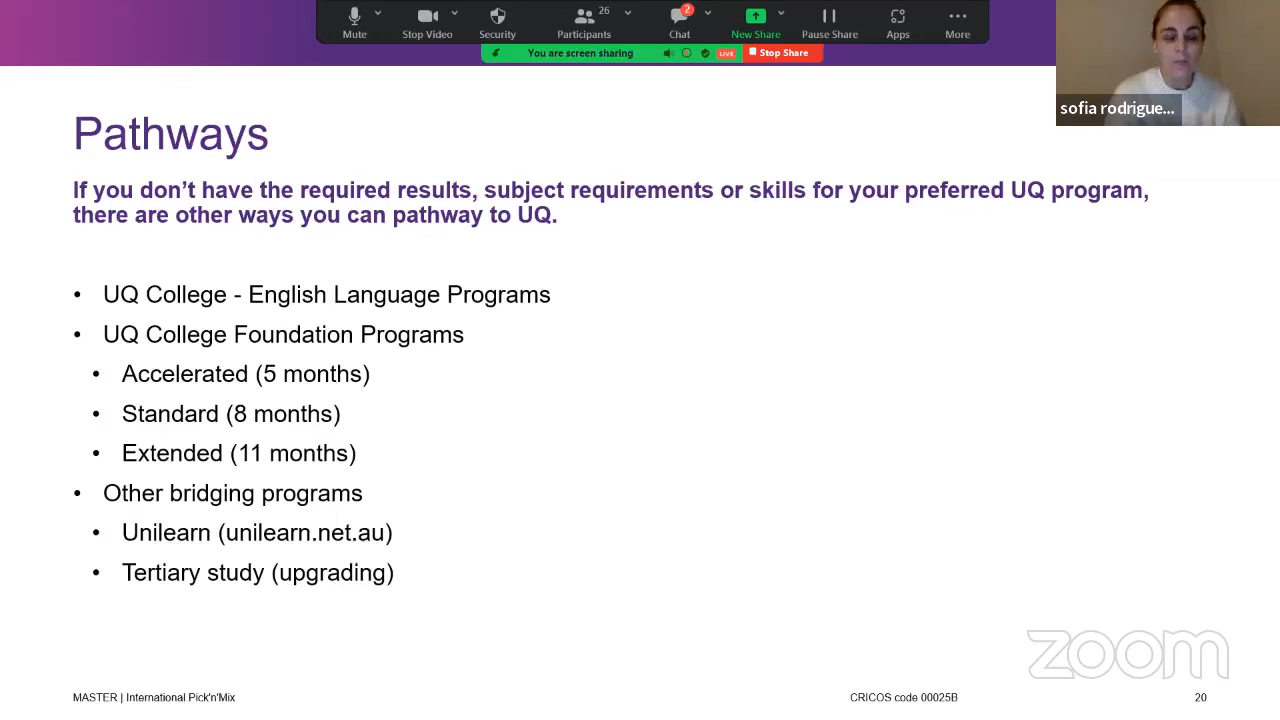 26
2
Mute
Stop Video
Security
Participants
Chat
New Share
Pause Share
Apps
More
You are screen sharing
LIVE
Stop Share
sofia rodrigue...
Pathways
If you don’t have the required results, subject requirements or skills for your preferred UQ program,
there are other ways you can pathway to UQ.
• UQ College - English Language Programs
• UQ College Foundation Programs
• Accelerated (5 months)
• Standard (8 months)
• Extended (11 months)
• Other bridging programs
• Unilearn (unilearn.net.au)
• Tertiary study (upgrading)
zoom
MASTER | International Pick'n'Mix
CRICOS code 00025B
20